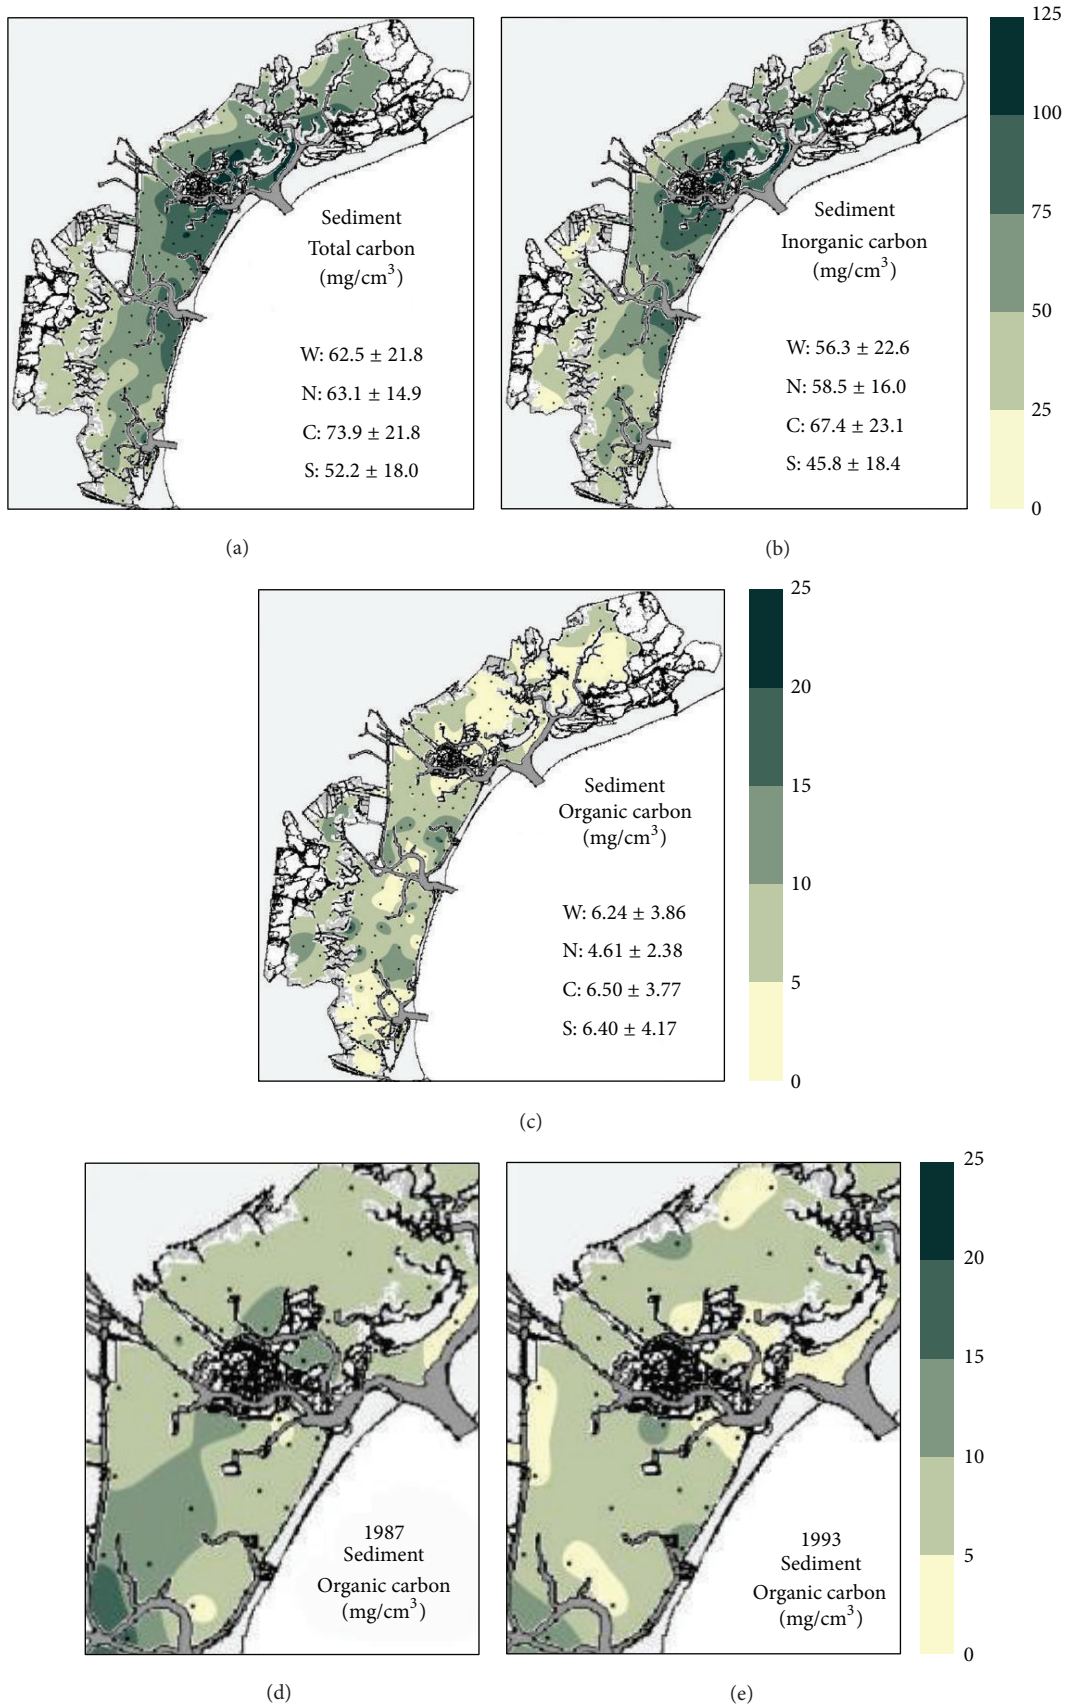 Sediment
Total carbon
(mg/cm³)
W: 62.5 ± 21.8
N: 63.1 ± 14.9
C: 73.9 ± 21.8
S: 52.2 ± 18.0
(a)
Sediment
Inorganic carbon
(mg/cm³)
W: 56.3 ± 22.6
N: 58.5 ± 16.0
C: 67.4 ± 23.1
S: 45.8 ± 18.4
(b)
125
100
75
50
25
0
Sediment
Organic carbon
(mg/cm³)
W: 6.24 ± 3.86
N: 4.61 ± 2.38
C: 6.50 ± 3.77
S: 6.40 ± 4.17
25
20
15
10
5
0
(c)
1987
Sediment
Organic carbon
(mg/cm³)
(d)
1993
Sediment
Organic carbon
(mg/cm³)
(e)
25
20
15
10
5
0